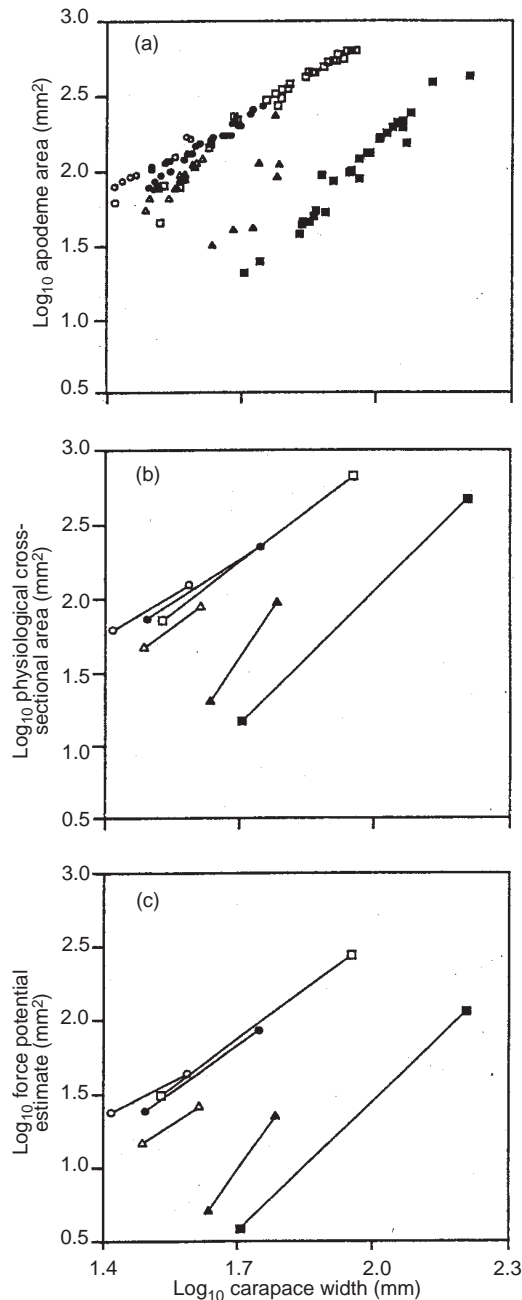 (a)
3.0
2.5
2.0
1.5
1.0
0.5
Log10 apodeme area (mm2)
(b)
3.0
2.5
2.0
1.5
1.0
0.5
Log10 physiological cross-
sectional area (mm2)
(c)
3.0
2.5
2.0
1.5
1.0
0.5
Log10 force potential
estimate (mm2)
1.4
1.7
2.0
2.3
Log10 carapace width (mm)